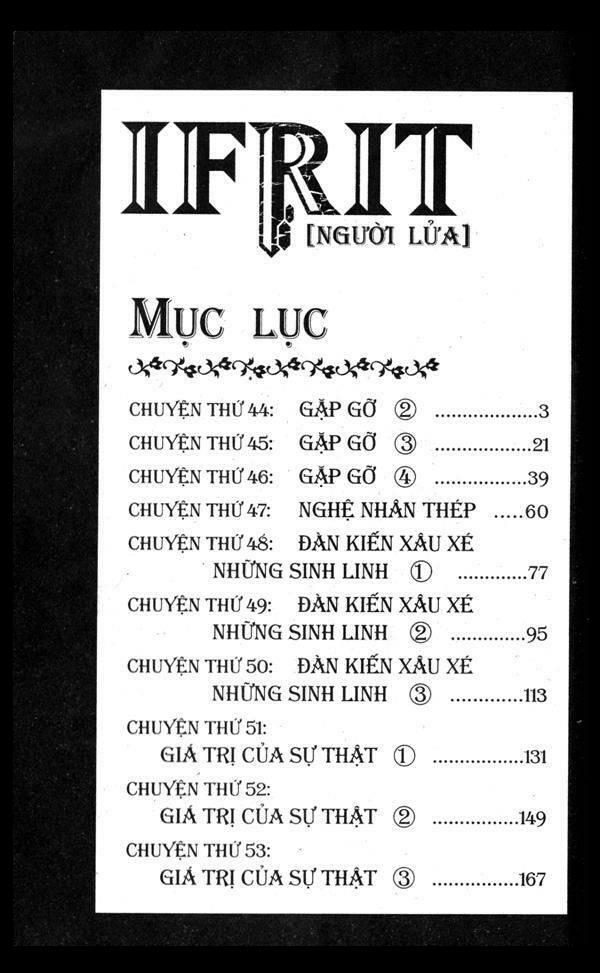 IFRIT
[NGƯỜI LỬA]
MỤC LỤC
CHUYỆN THỨ 44: GẶP GỠ ② ..................3
CHUYỆN THỨ 45: GẶP GỠ ③ .................21
CHUYỆN THỨ 46: GẶP GỠ ④ ................39
CHUYỆN THỨ 47: NGHỆ NHÂN THÉP .....60
CHUYỆN THỨ 48: ĐÀN KIẾN XÂU XÉ
NHỮNG SINH LINH ① .............77
CHUYỆN THỨ 49: ĐÀN KIẾN XÂU XÉ
NHỮNG SINH LINH ② .............95
CHUYỆN THỨ 50: ĐÀN KIẾN XÂU XÉ
NHỮNG SINH LINH ③ .............113
CHUYỆN THỨ 51:
GIÁ TRỊ CỦA SỰ THẬT ① ................131
CHUYỆN THỨ 52:
GIÁ TRỊ CỦA SỰ THẬT ② ...............149
CHUYỆN THỨ 53:
GIÁ TRỊ CỦA SỰ THẬT ③ ...............167